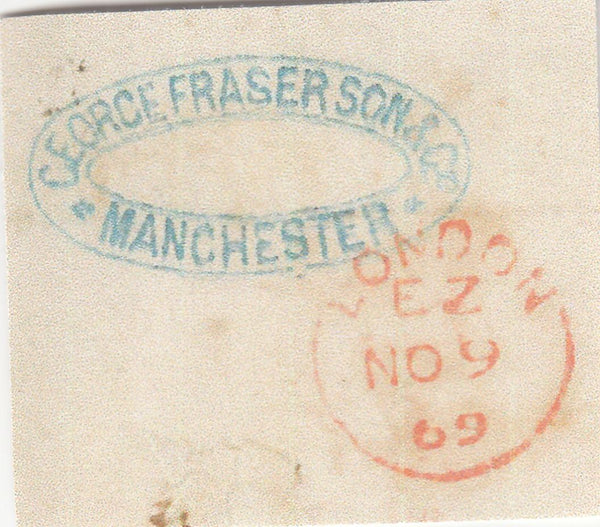 GEORGE FRASER SON & Co
* MANCHESTER *
LONDON
EZ
NO 9
69